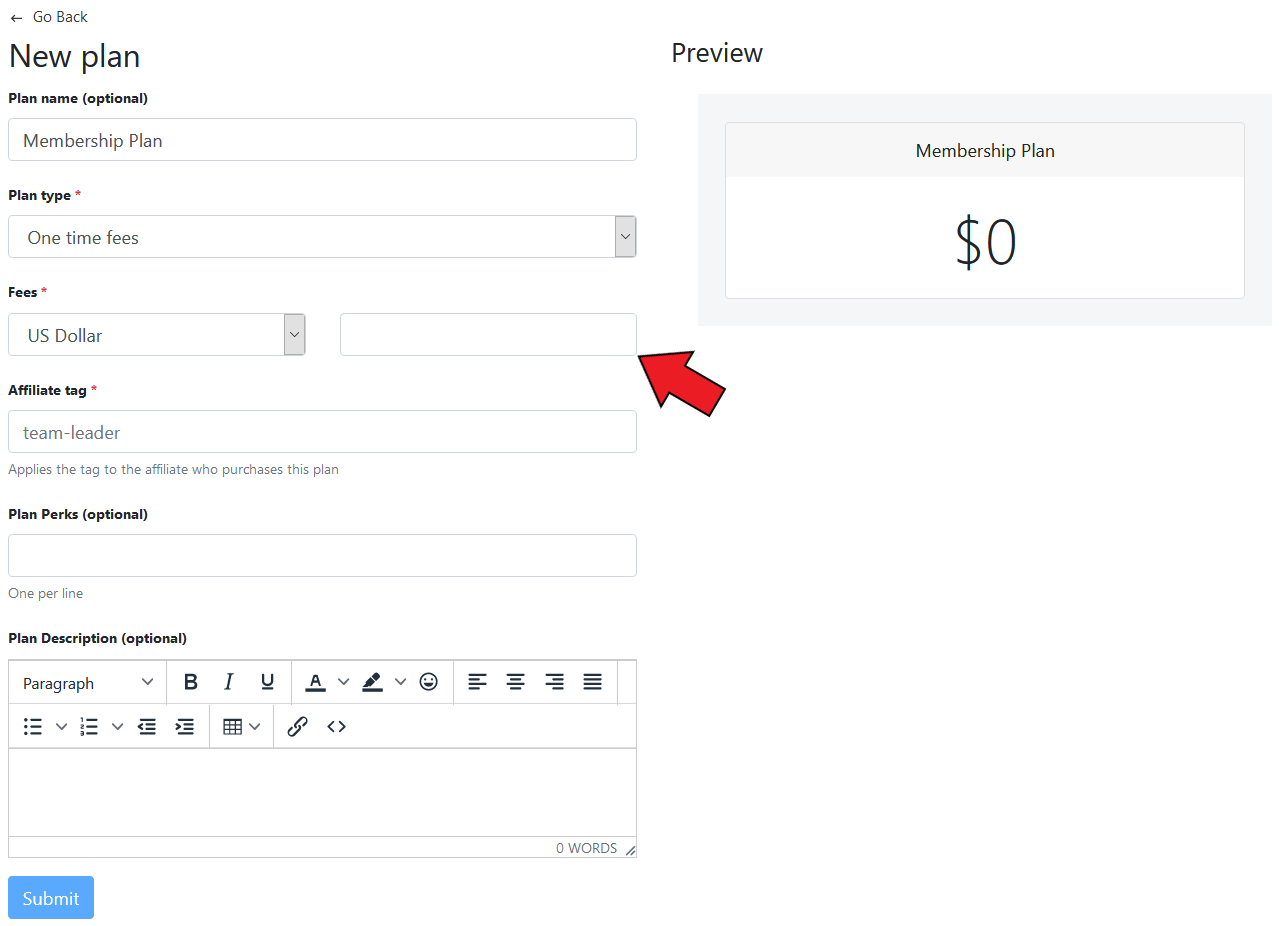 ← Go Back
New plan
Plan name (optional)
Membership Plan
Plan type *
One time fees
Fees *
US Dollar
Affiliate tag *
team-leader
Applies the tag to the affiliate who purchases this plan
Plan Perks (optional)
One per line
Plan Description (optional)
Paragraph B I U A
0 WORDS
Submit
Preview
Membership Plan
$0